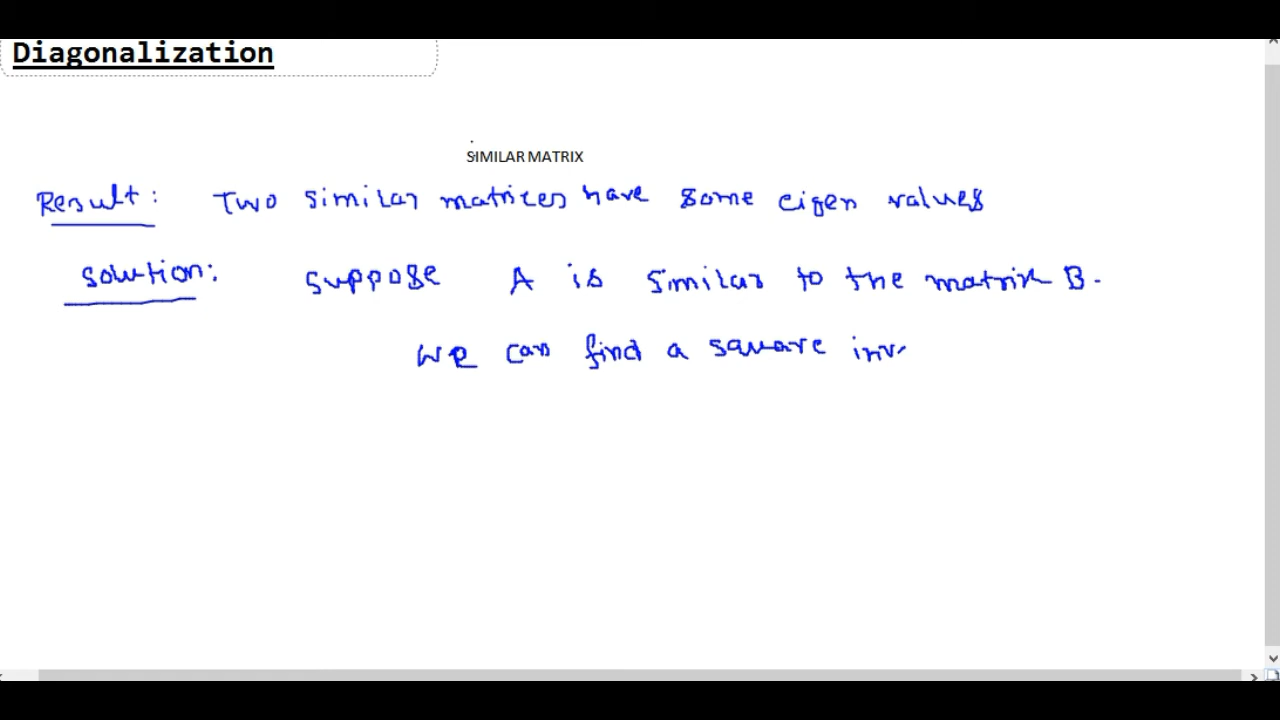 Diagonalization
SIMILAR MATRIX
Result: Two similar matrices have same eigen values
Solution: Suppose A is similar to the matrix B.
We can find a square inv